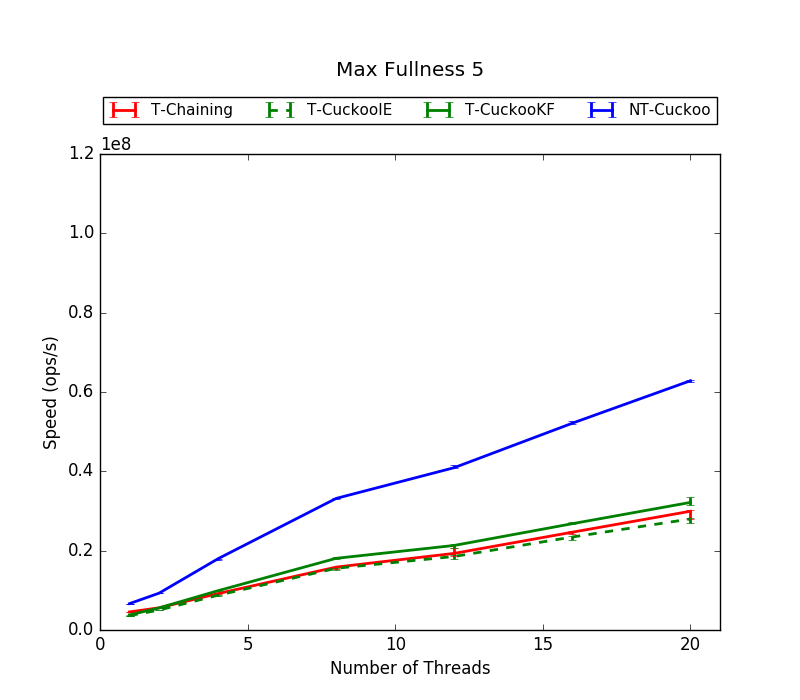 Max Fullness 5
T-Chaining T-CuckooIE T-CuckooKF NT-Cuckoo
1e8
1.2
1.0
0.8
0.6
0.4
0.2
0.0
Speed (ops/s)
0 5 10 15 20
Number of Threads